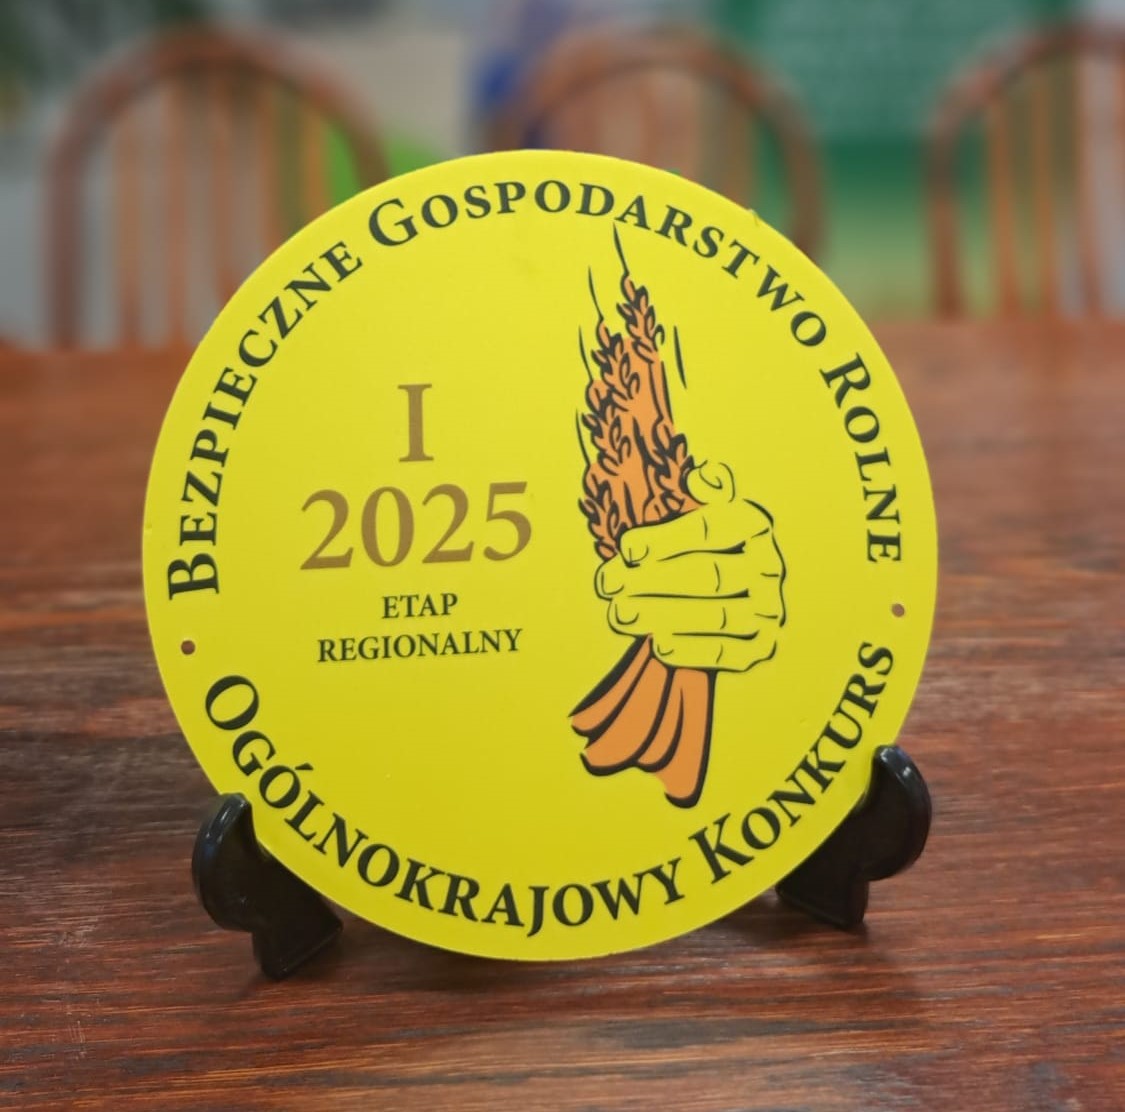 Bezpieczne Gospodarstwo Rolne
I
2025
ETAP
REGIONALNY
Ogólnokrajowy Konkurs